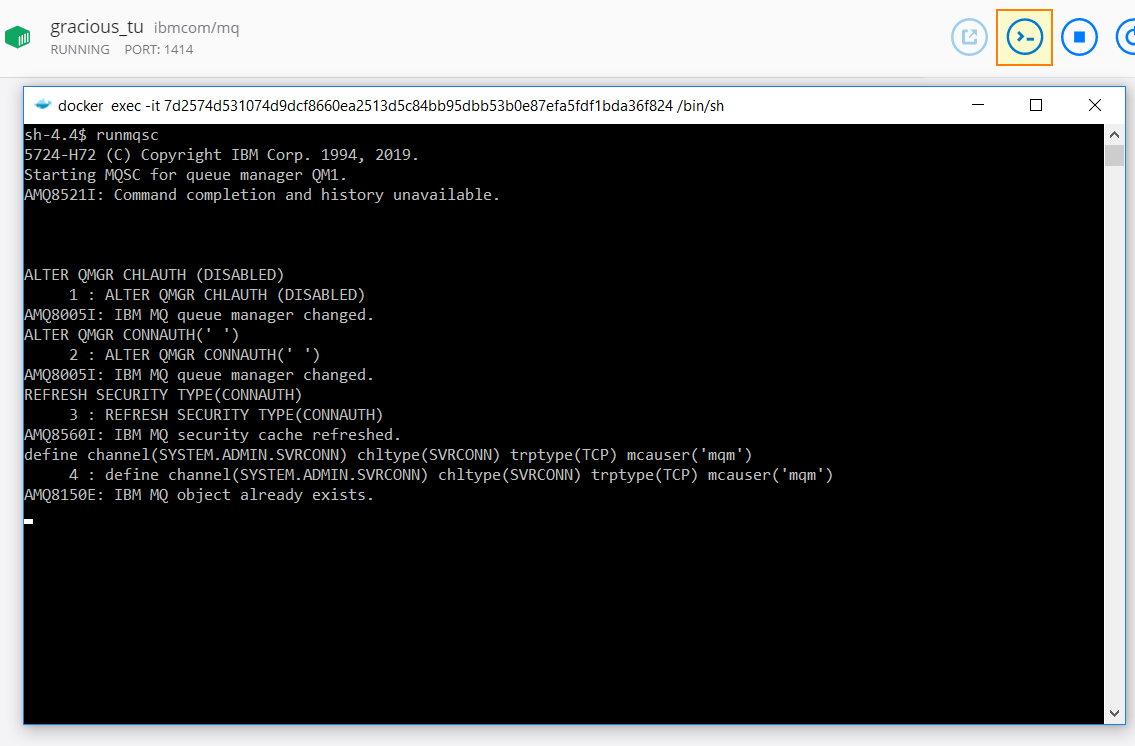 gracious_tu ibmcom/mq
RUNNING PORT: 1414
docker exec -it 7d2574d531074d9dcf8660ea2513d5c84bb95dbb53b0e87efa5fdf1bda36f824 /bin/sh
sh-4.4$ runmqsc
5724-H72 (C) Copyright IBM Corp. 1994, 2019.
Starting MQSC for queue manager QM1.
AMQ8521I: Command completion and history unavailable.
ALTER QMGR CHLAUTH (DISABLED)
1 : ALTER QMGR CHLAUTH (DISABLED)
AMQ8005I: IBM MQ queue manager changed.
ALTER QMGR CONNAUTH(' ')
2 : ALTER QMGR CONNAUTH(' ')
AMQ8005I: IBM MQ queue manager changed.
REFRESH SECURITY TYPE(CONNAUTH)
3 : REFRESH SECURITY TYPE(CONNAUTH)
AMQ8560I: IBM MQ security cache refreshed.
define channel(SYSTEM.ADMIN.SVRCONN) chltype(SVRCONN) trptype(TCP) mcauser('mqm')
4 : define channel(SYSTEM.ADMIN.SVRCONN) chltype(SVRCONN) trptype(TCP) mcauser('mqm')
AMQ8150E: IBM MQ object already exists.